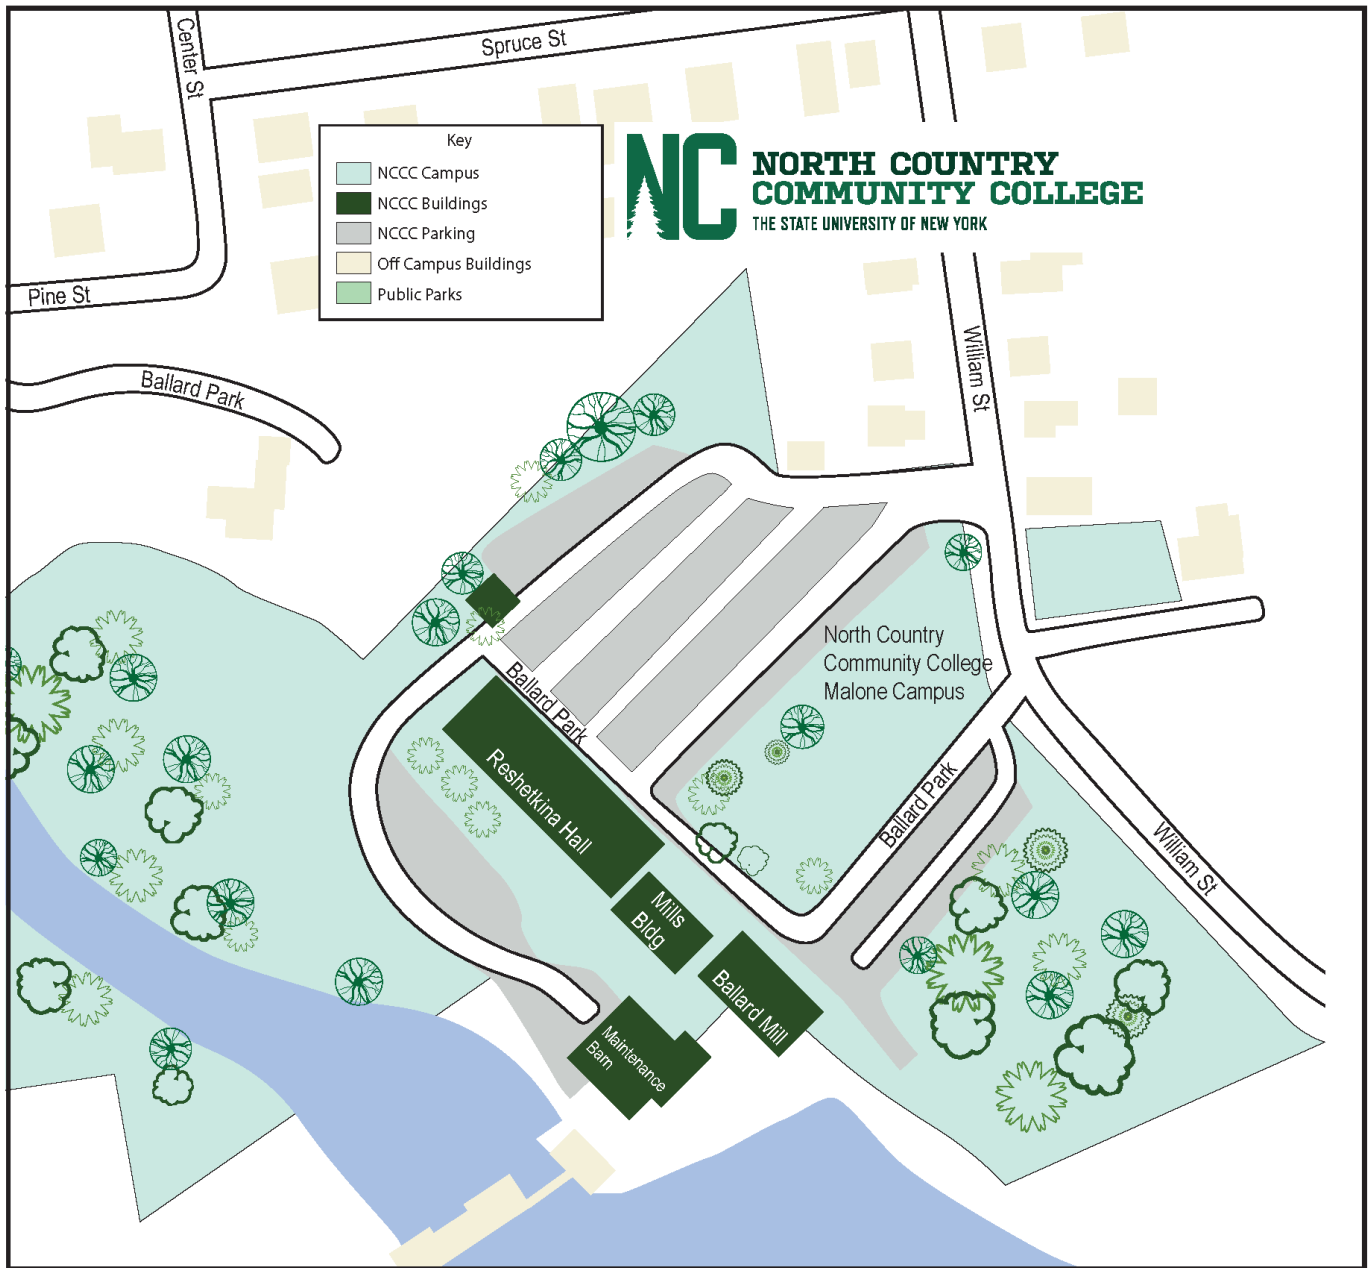 Center St
Spruce St
Key
NCCC Campus
NCCC Buildings
NCCC Parking
Off Campus Buildings
Public Parks
NC
NORTH COUNTRY
COMMUNITY COLLEGE
THE STATE UNIVERSITY OF NEW YORK
Pine St
Ballard Park
William St
North Country
Community College
Malone Campus
Ballard Park
Reshetkina Hall
Ballard Park
William St
Mills
Bldg
Ballard Mill
Maintenance
Barn